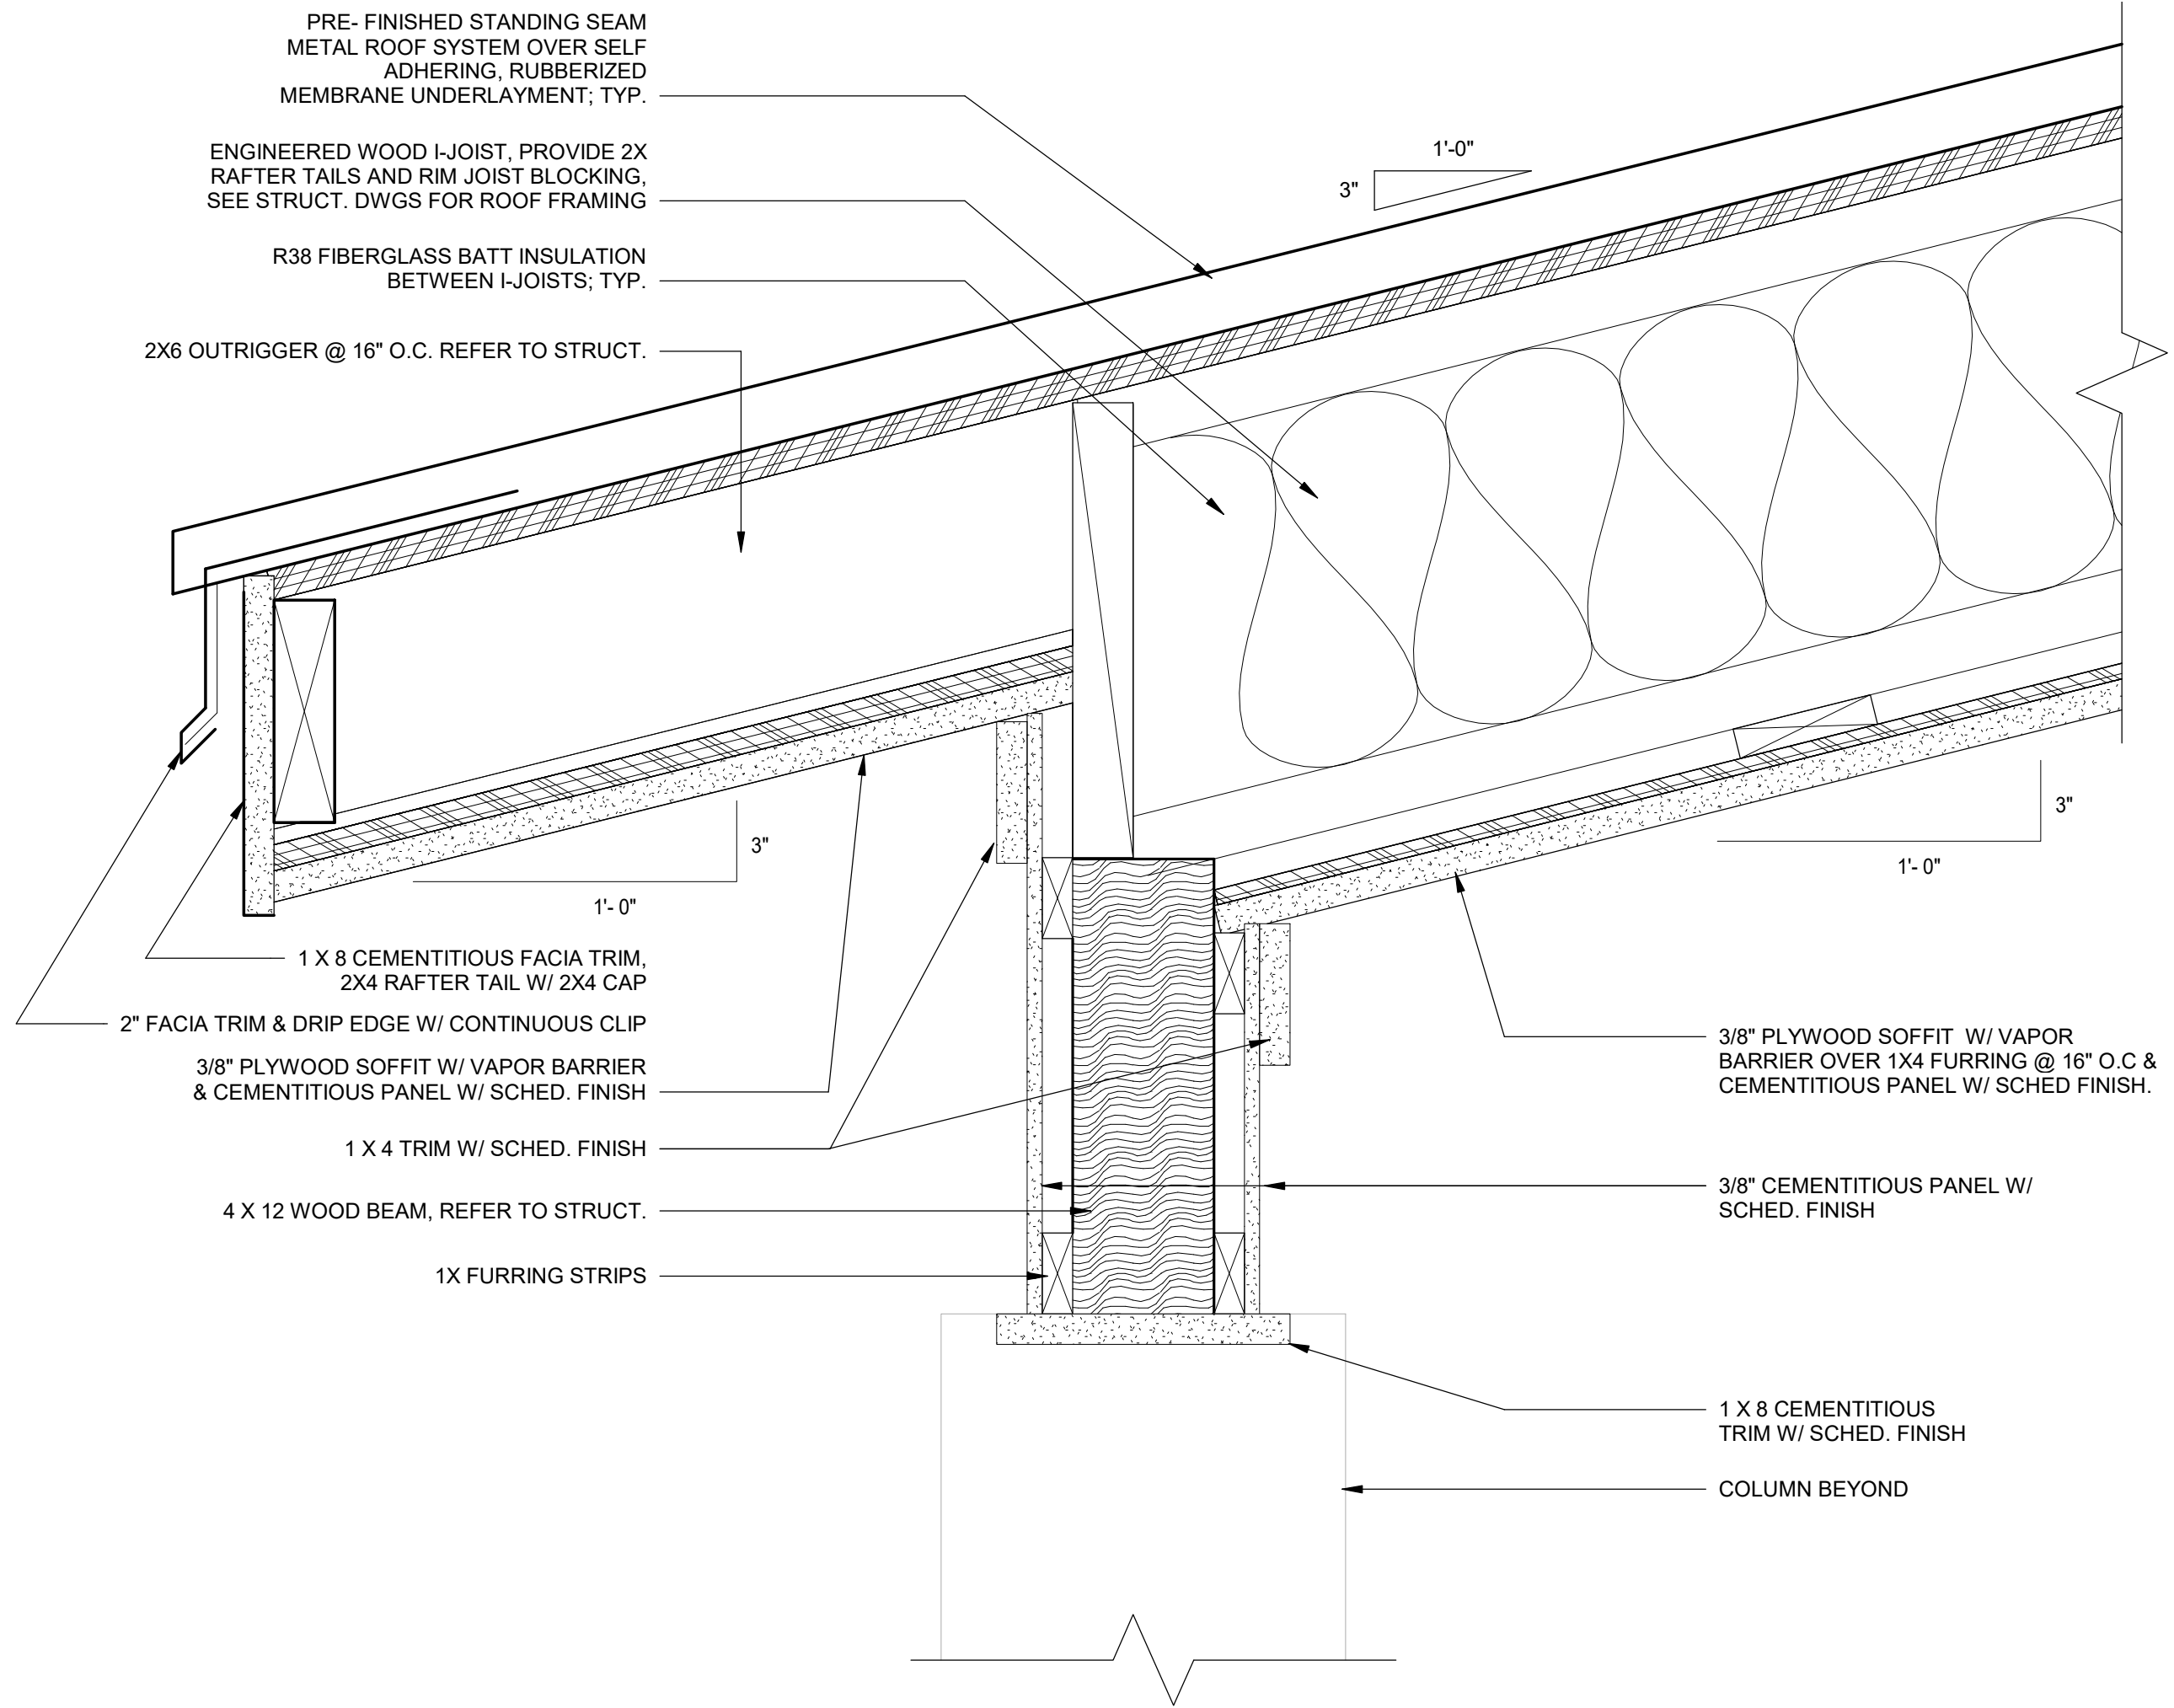 PRE- FINISHED STANDING SEAM
METAL ROOF SYSTEM OVER SELF
ADHERING, RUBBERIZED
MEMBRANE UNDERLAYMENT; TYP.
ENGINEERED WOOD I-JOIST, PROVIDE 2X
RAFTER TAILS AND RIM JOIST BLOCKING,
SEE STRUCT. DWGS FOR ROOF FRAMING
R38 FIBERGLASS BATT INSULATION
BETWEEN I-JOISTS; TYP.
2X6 OUTRIGGER @ 16" O.C. REFER TO STRUCT.
1'-0"
3"
3"
1'- 0"
3"
1'- 0"
1 X 8 CEMENTITIOUS FACIA TRIM,
2X4 RAFTER TAIL W/ 2X4 CAP
2" FACIA TRIM & DRIP EDGE W/ CONTINUOUS CLIP
3/8" PLYWOOD SOFFIT W/ VAPOR BARRIER
& CEMENTITIOUS PANEL W/ SCHED. FINISH
1 X 4 TRIM W/ SCHED. FINISH
4 X 12 WOOD BEAM, REFER TO STRUCT.
1X FURRING STRIPS
3/8" PLYWOOD SOFFIT W/ VAPOR
BARRIER OVER 1X4 FURRING @ 16" O.C &
CEMENTITIOUS PANEL W/ SCHED FINISH.
3/8" CEMENTITIOUS PANEL W/
SCHED. FINISH
1 X 8 CEMENTITIOUS
TRIM W/ SCHED. FINISH
COLUMN BEYOND